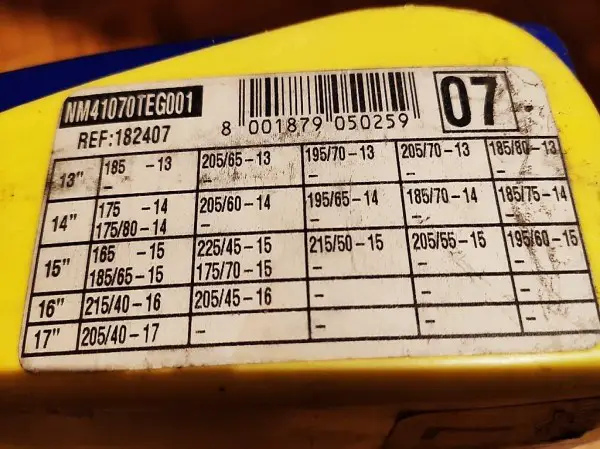 NM41070TEG001
REF:182407
8 001879 050259
07
13" 185 -13 205/65-13 195/70-13 205/70-13 185/80-13
- - - - -
14" 175 -14 205/60-14 195/65-14 185/70-14 185/75-14
175/80-14 - - - -
15" 165 -15 225/45-15 215/50-15 205/55-15 195/60-15
185/65-15 175/70-15 - - -
16" 215/40-16 205/45-16 - - -
17" 205/40-17 - - - -